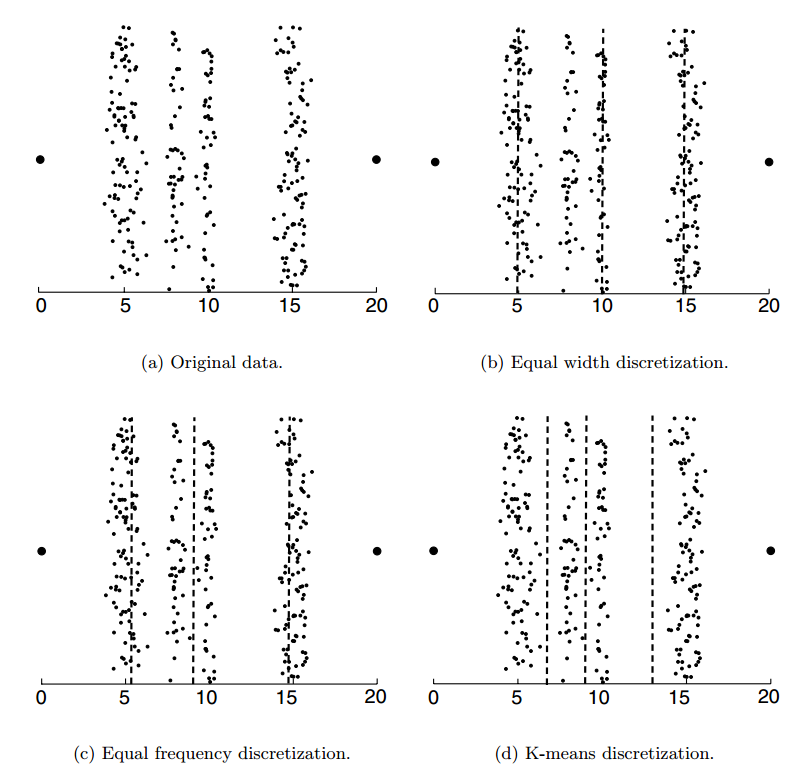 0 5 10 15 20
0 5 10 15 20
(a) Original data.
(b) Equal width discretization.
0 5 10 15 20
0 5 10 15 20
(c) Equal frequency discretization.
(d) K-means discretization.